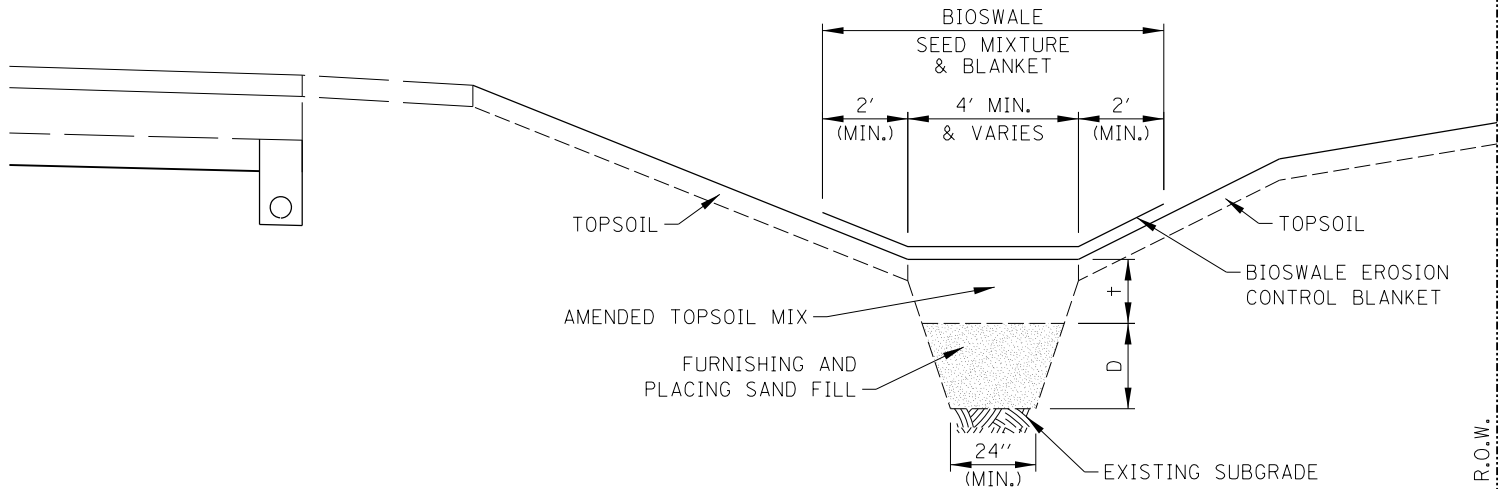 BIOSWALE
SEED MIXTURE
& BLANKET
2'
(MIN.)
4' MIN.
& VARIES
2'
(MIN.)
TOPSOIL
TOPSOIL
BIOSWALE EROSION
CONTROL BLANKET
AMENDED TOPSOIL MIX
†
FURNISHING AND
PLACING SAND FILL
D
24''
(MIN.)
EXISTING SUBGRADE
R.O.W.